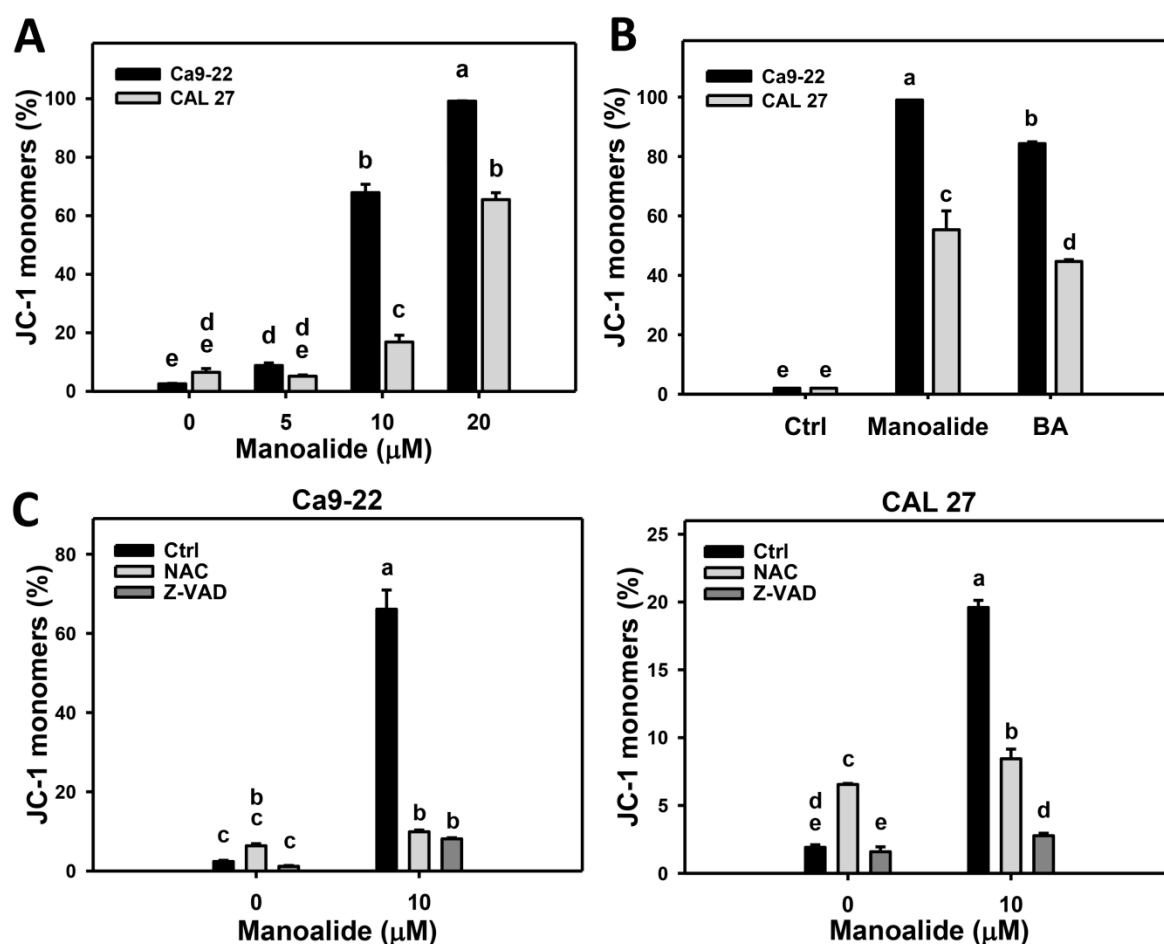 A
Ca9-22
CAL 27
JC-1 monomers (%)
100
80
60
40
20
0
e
d
e
d
d
e
b
c
a
b
0 5 10 20
Manoalide (µM)
B
Ca9-22
CAL 27
JC-1 monomers (%)
100
80
60
40
20
0
e e
a
c
b
d
Ctrl Manoalide BA
C
Ca9-22
Ctrl
NAC
Z-VAD
JC-1 monomers (%)
80
60
40
20
0
c
b
c
c
a
b b
0 10
Manoalide (µM)
CAL 27
Ctrl
NAC
Z-VAD
JC-1 monomers (%)
25
20
15
10
5
0
d
e
c
e
a
b
d
0 10
Manoalide (µM)